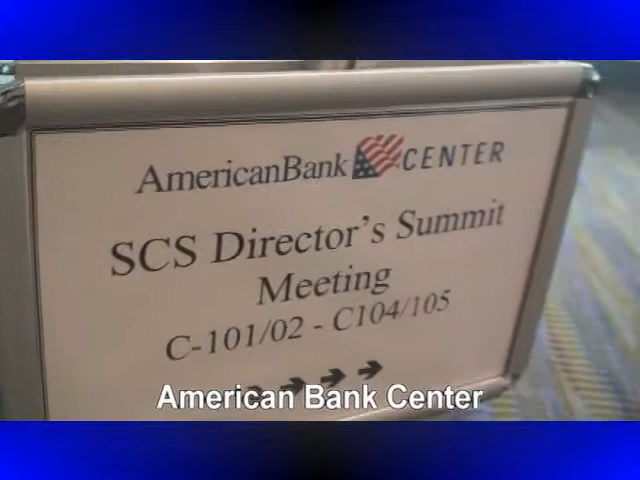 AmericanBank CENTER
SCS Director's Summit
Meeting
C-101/02 - C104/105
American Bank Center